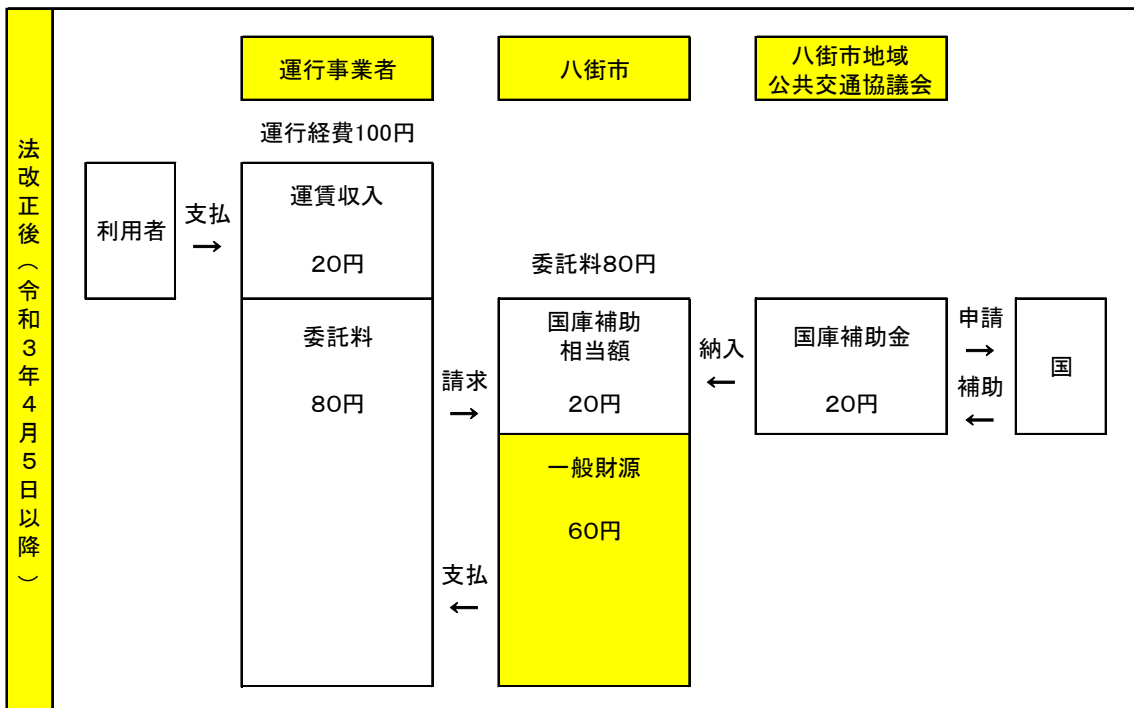 法改正後（令和３年４月５日以降）
運行事業者
八街市
八街市地域
公共交通協議会
運行経費100円
利用者
支払
→
運賃収入
20円
委託料80円
委託料
80円
請求
→
支払
←
国庫補助
相当額
20円
一般財源
60円
納入
←
国庫補助金
20円
申請
→
補助
←
国